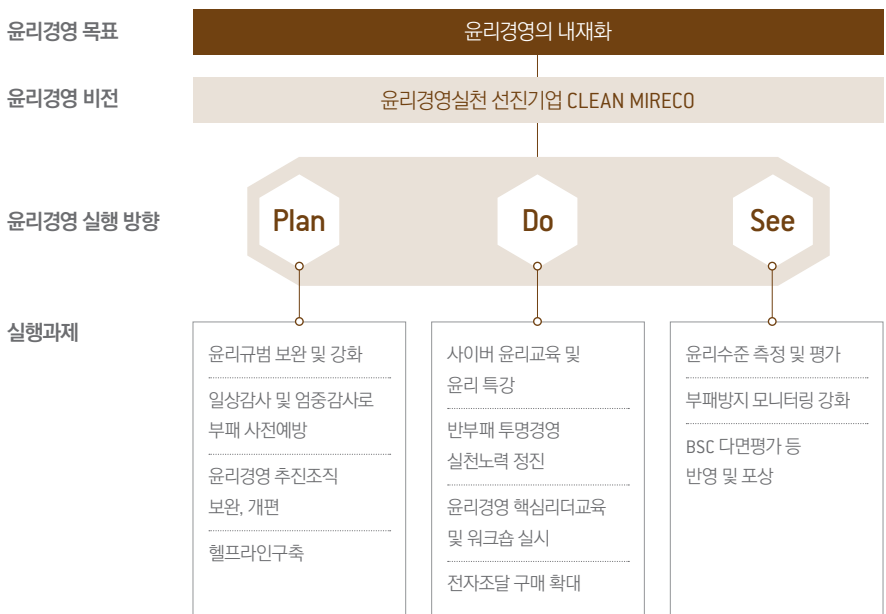 윤리경영 목표
윤리경영의 내재화
윤리경영 비전
윤리경영실천 선진기업 CLEAN MIRECO
윤리경영 실행 방향
Plan
Do
See
실행과제
윤리규범 보완 및 강화
일상감사 및 엄중감사로
부패 사전예방
윤리경영 추진조직
보완, 개편
헬프라인구축
사이버 윤리교육 및
윤리 특강
반부패 투명경영
실천노력 정진
윤리경영 핵심리더교육
및 워크숍 실시
전자조달 구매 확대
윤리수준 측정 및 평가
부패방지 모니터링 강화
BSC 다면평가 등
반영 및 포상